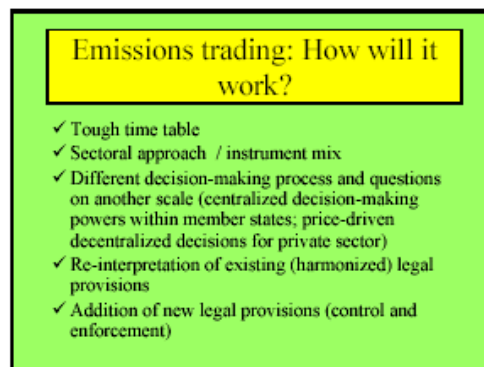 Emissions trading: How will it
work?
✓ Tough time table
✓ Sectoral approach / instrument mix
✓ Different decision-making process and questions
on another scale (centralized decision-making
powers within member states; price-driven
decentralized decisions for private sector)
✓ Re-interpretation of existing (harmonized) legal
provisions
✓ Addition of new legal provisions (control and
enforcement)